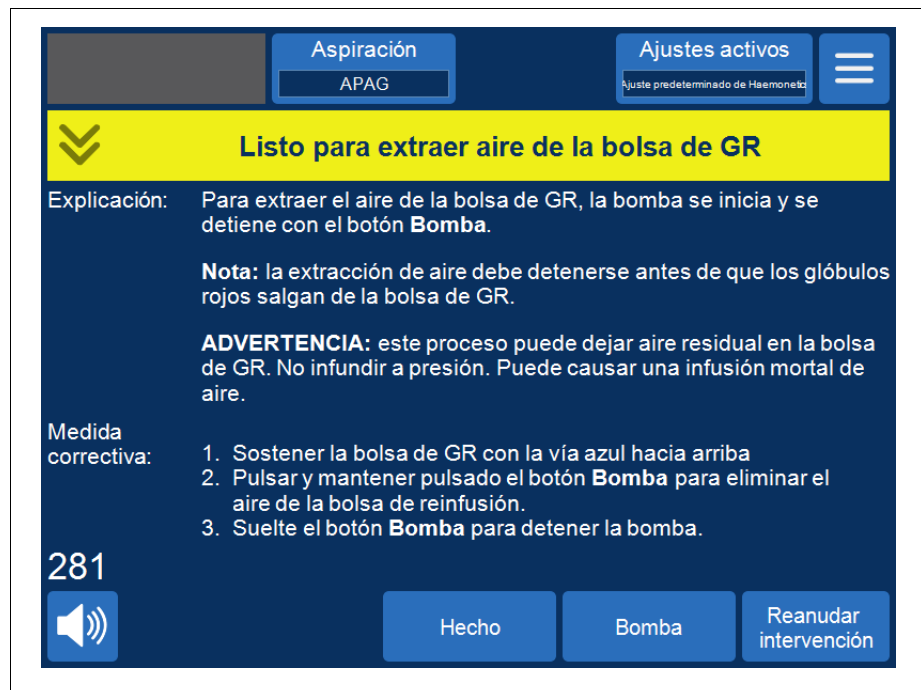 Aspiración
APAG
Ajustes activos
Ajuste predeterminado de Haemonetic
Listo para extraer aire de la bolsa de GR
Explicación:
Para extraer el aire de la bolsa de GR, la bomba se inicia y se
detiene con el botón Bomba.
Nota: la extracción de aire debe detenerse antes de que los glóbulos
rojos salgan de la bolsa de GR.
ADVERTENCIA: este proceso puede dejar aire residual en la bolsa
de GR. No infundir a presión. Puede causar una infusión mortal de
aire.
Medida
correctiva:
1. Sostener la bolsa de GR con la vía azul hacia arriba
2. Pulsar y mantener pulsado el botón Bomba para eliminar el
aire de la bolsa de reinfusión.
3. Suelte el botón Bomba para detener la bomba.
281
Hecho
Bomba
Reanudar
intervención